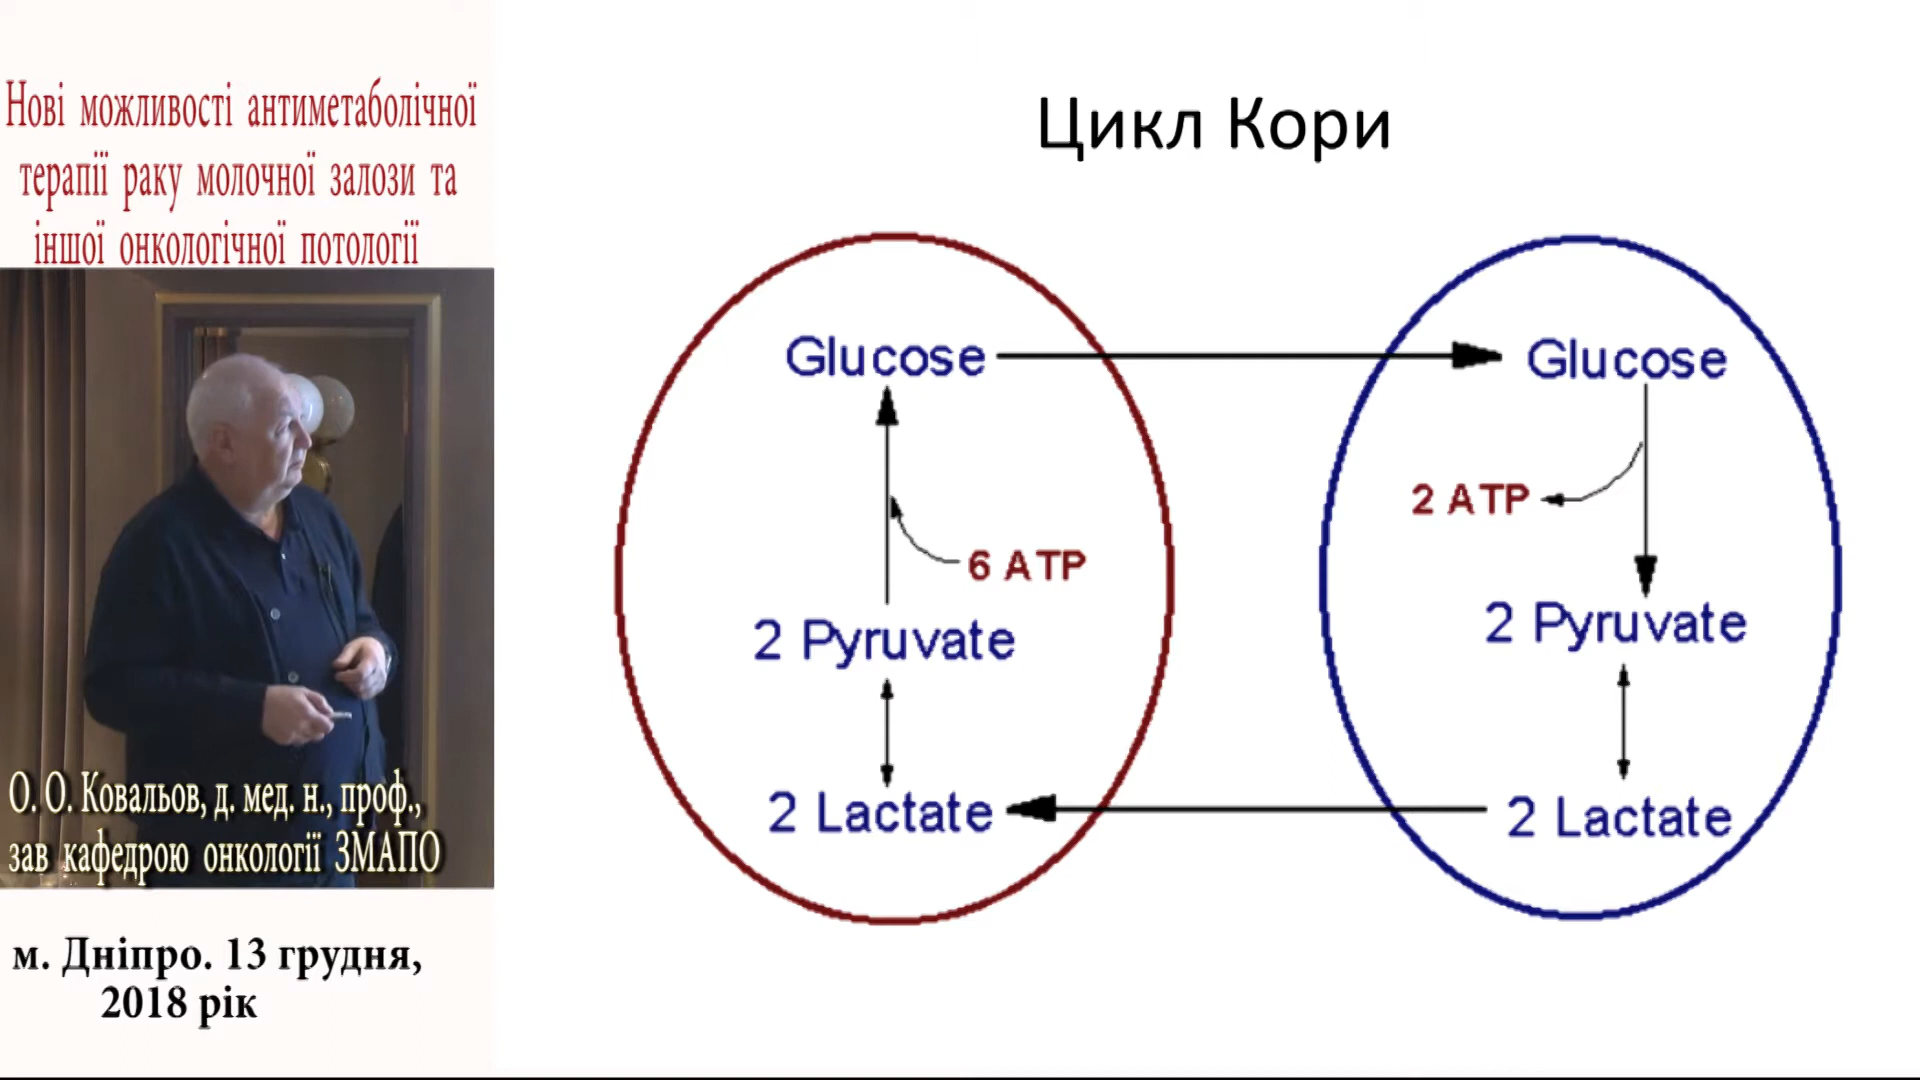 Нові можливості антиметаболічної
терапії раку молочної залози та
іншої онкологічної потології
О. О. Ковальов, д. мед. н., проф.,
зав кафедрою онкології ЗМАПО
м. Дніпро. 13 грудня,
2018 рік
Цикл Кори
Glucose
6 ATP
2 Pyruvate
2 Lactate
Glucose
2 ATP
2 Pyruvate
2 Lactate